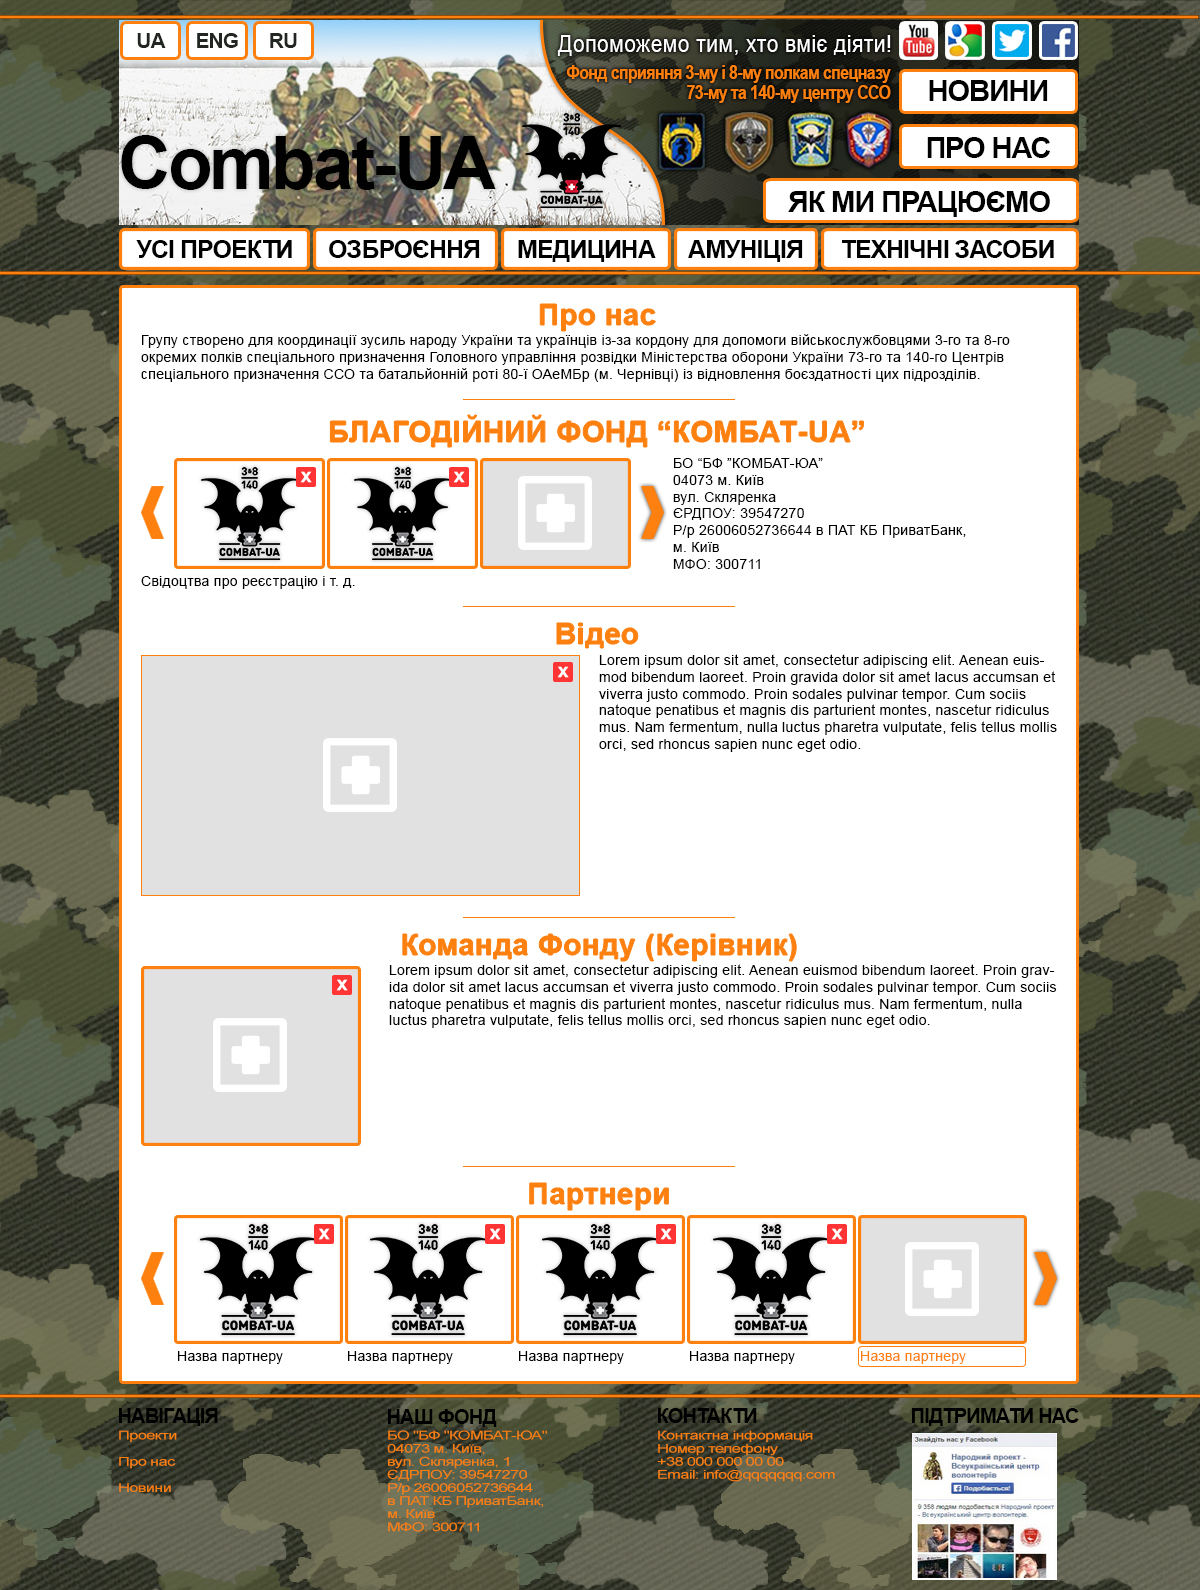 UA ENG RU
Допоможемо тим, хто вміє діяти!
You
Tube
Фонд сприяння 3-му і 8-му полкам спецназу
73-му та 140-му центру ССО
НОВИНИ
ПРО НАС
ЯК МИ ПРАЦЮЄМО
Combat-UA
3 8
140
COMBAT-UA
УСІ ПРОЕКТИ ОЗБРОЄННЯ МЕДИЦИНА АМУНІЦІЯ ТЕХНІЧНІ ЗАСОБИ
Про нас
Групу створено для координації зусиль народу України та українців із-за кордону для допомоги військослужбовцями 3-го та 8-го
окремих полків спеціального призначення Головного управління розвідки Міністерства оборони України 73-го та 140-го Центрів
спеціального призначення ССО та батальйонній роті 80-ї ОАеМБр (м. Чернівці) із відновлення боєздатності цих підрозділів.
БЛАГОДІЙНИЙ ФОНД “КОМБАТ-UA”
3 8
140
COMBAT-UA
X
3 8
140
COMBAT-UA
X
БО “БФ ”КОМБАТ-ЮА”
04073 м. Київ
вул. Скляренка
ЄРДПОУ: 39547270
Р/р 26006052736644 в ПАТ КБ ПриватБанк,
м. Київ
МФО: 300711
Свідоцтва про реєстрацію і т. д.
Відео
X
Lorem ipsum dolor sit amet, consectetur adipiscing elit. Aenean euis-
mod bibendum laoreet. Proin gravida dolor sit amet lacus accumsan et
viverra justo commodo. Proin sodales pulvinar tempor. Cum sociis
natoque penatibus et magnis dis parturient montes, nascetur ridiculus
mus. Nam fermentum, nulla luctus pharetra vulputate, felis tellus mollis
orci, sed rhoncus sapien nunc eget odio.
Команда Фонду (Керівник)
X
Lorem ipsum dolor sit amet, consectetur adipiscing elit. Aenean euismod bibendum laoreet. Proin grav-
ida dolor sit amet lacus accumsan et viverra justo commodo. Proin sodales pulvinar tempor. Cum sociis
natoque penatibus et magnis dis parturient montes, nascetur ridiculus mus. Nam fermentum, nulla
luctus pharetra vulputate, felis tellus mollis orci, sed rhoncus sapien nunc eget odio.
Партнери
3 8
140
COMBAT-UA
X
3 8
140
COMBAT-UA
X
3 8
140
COMBAT-UA
X
3 8
140
COMBAT-UA
X
Назва партнеру Назва партнеру Назва партнеру Назва партнеру Назва партнеру
НАВІГАЦІЯ
Проекти
Про нас
Новини
НАШ ФОНД
БО "БФ "КОМБАТ-ЮА"
04073 м. Київ,
вул. Скляренка, 1
ЄДРПОУ: 39547270
Р/р 26006052736644
в ПАТ КБ ПриватБанк,
м. Київ
МФО: 300711
КОНТАКТИ
Контактна інформація
Номер телефону
+38 000 000 00 00
Email: info@qqqqqqq.com
ПІДТРИМАТИ НАС
Знайдіть нас у Facebook
Народний проект -
Всеукраїнський центр
волонтерів
Подобається!
9 358 людям подобається Народний проект
- Всеукраїнський центр волонтерів.